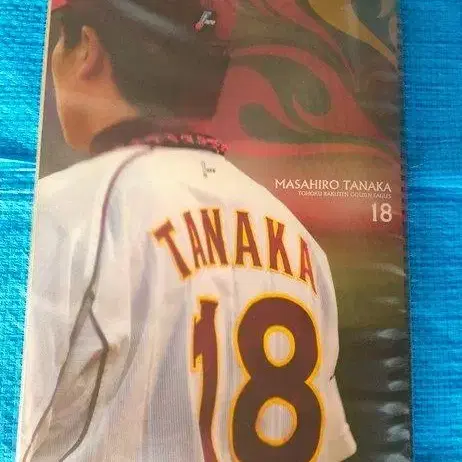 MASAHIRO TANAKA
TOHOKU RAKUTEN GOLDEN EAGLES
18
TANAKA
18